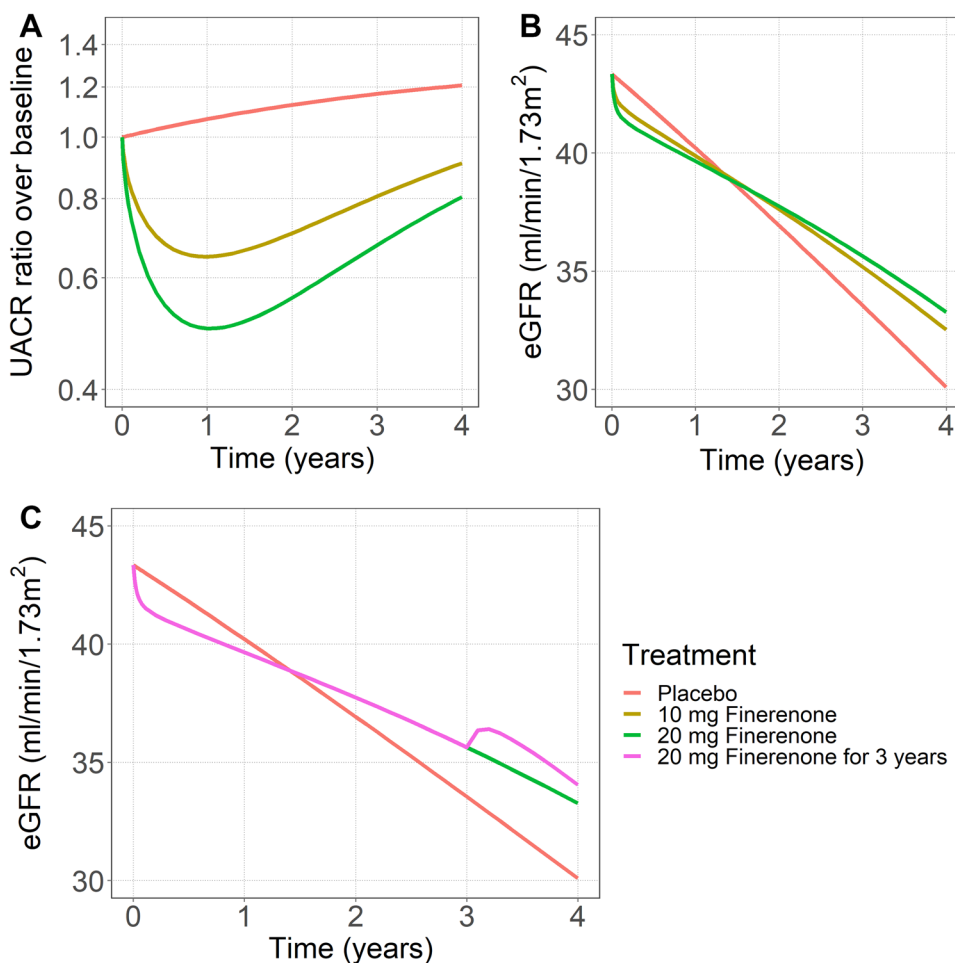 A
UACR ratio over baseline
1.4
1.2
1.0
0.8
0.6
0.4
0 1 2 3 4
Time (years)
B
eGFR (ml/min/1.73m²)
45
40
35
30
0 1 2 3 4
Time (years)
C
eGFR (ml/min/1.73m²)
45
40
35
30
0 1 2 3 4
Time (years)
Treatment
Placebo
10 mg Finerenone
20 mg Finerenone
20 mg Finerenone for 3 years